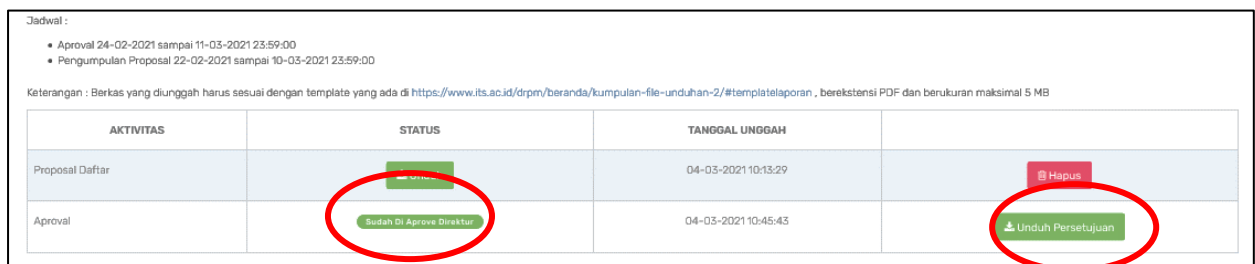 Jadwal :
Aproval 24-02-2021 sampai 11-03-2021 23:59:00
Pengumpulan Proposal 22-02-2021 sampai 10-03-2021 23:59:00
Keterangan : Berkas yang diunggah harus sesuai dengan template yang ada di https://www.its.ac.id/drpm/beranda/kumpulan-file-unduhan-2/#templatelaporan , berekstensi PDF dan berukuran maksimal 5 MB
AKTIVITAS STATUS TANGGAL UNGGAH
Proposal Daftar 04-03-2021 10:13:29 Hapus
Aproval Sudah Di Aprove Direktur 04-03-2021 10:45:43 Unduh Persetujuan